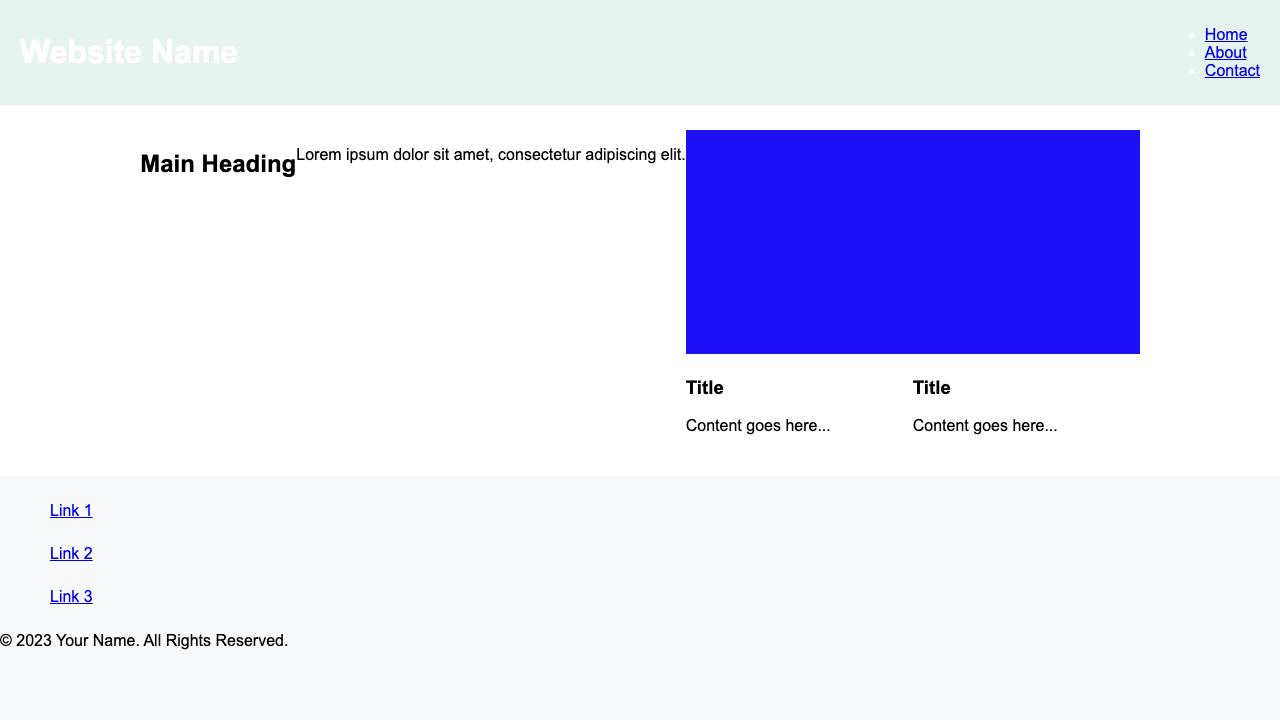 Website Name
Home
About
Contact
Main Heading
Lorem ipsum dolor sit amet, consectetur adipiscing elit.
Title
Content goes here...
Title
Content goes here...
Link 1
Link 2
Link 3
© 2023 Your Name. All Rights Reserved.